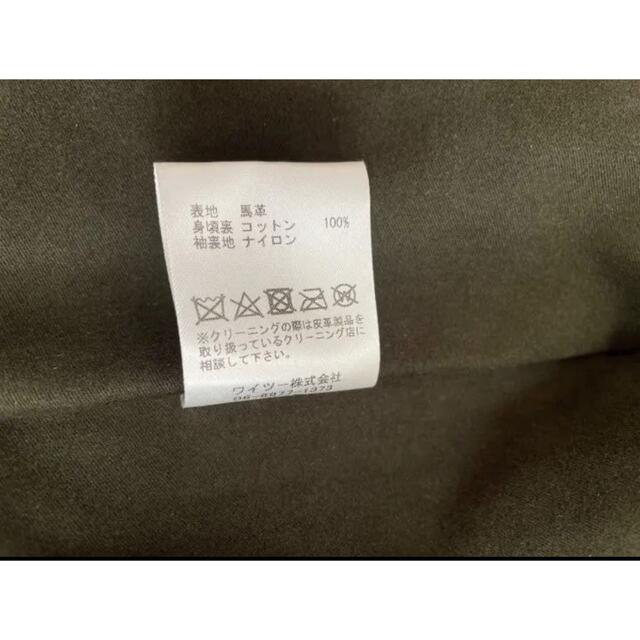 表地 馬革
身頃裏 コットン 100%
袖裏地 ナイロン
※クリーニングの際は皮革製品を
取り扱っているクリーニング店に
相談して下さい。
ワイツー株式会社
06-6977-1373